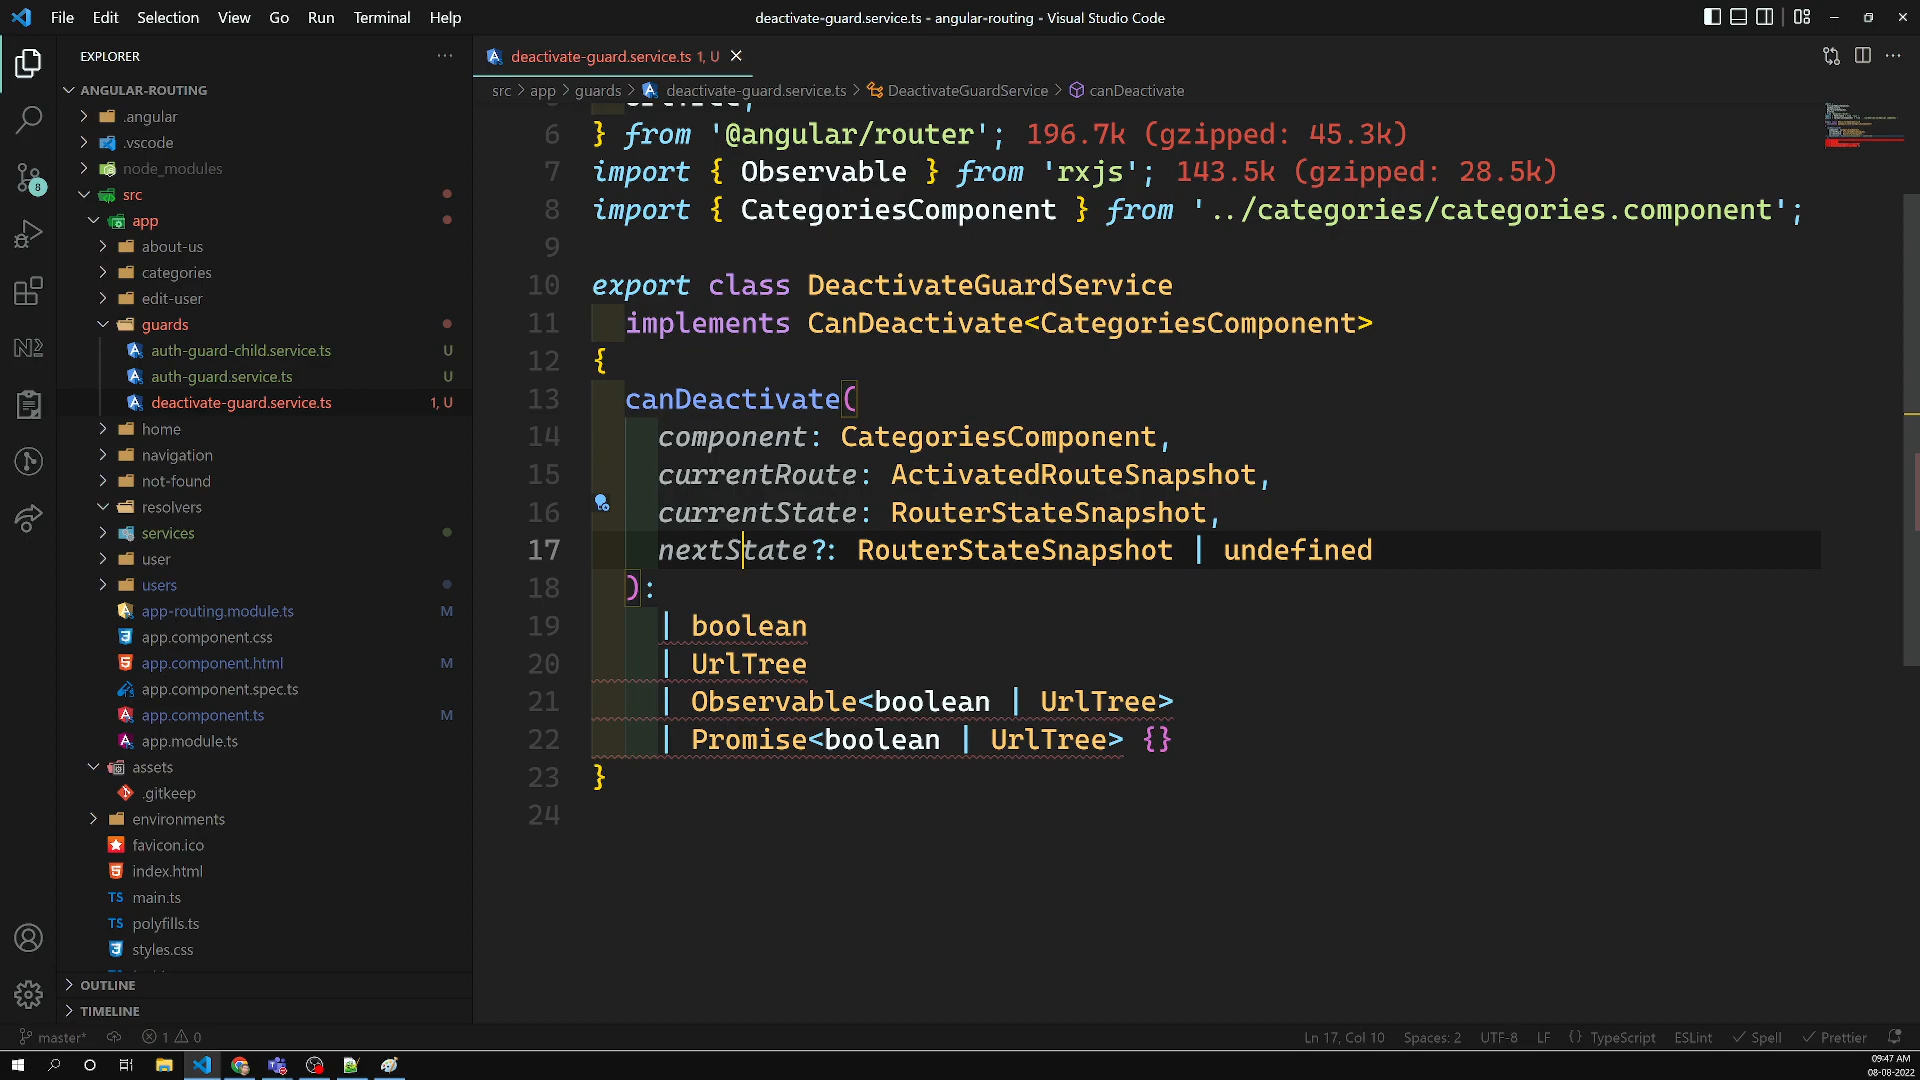 File Edit Selection View Go Run Terminal Help
deactivate-guard.service.ts - angular-routing - Visual Studio Code
EXPLORER
ANGULAR-ROUTING
.angular
.vscode
node_modules
src
app
about-us
categories
edit-user
guards
auth-guard-child.service.ts U
auth-guard.service.ts U
deactivate-guard.service.ts 1, U
home
navigation
not-found
resolvers
services
user
users
app-routing.module.ts M
app.component.css
app.component.html M
app.component.spec.ts
app.component.ts M
app.module.ts
assets
.gitkeep
environments
favicon.ico
index.html
TS main.ts
TS polyfills.ts
styles.css
OUTLINE
TIMELINE
8
deactivate-guard.service.ts 1, U
src > app > guards > deactivate-guard.service.ts > DeactivateGuardService > canDeactivate
6 } from '@angular/router'; 196.7k (gzipped: 45.3k)
7 import { Observable } from 'rxjs'; 143.5k (gzipped: 28.5k)
8 import { CategoriesComponent } from '../categories/categories.component';
9
10 export class DeactivateGuardService
11 implements CanDeactivate<CategoriesComponent>
12 {
13 canDeactivate(
14 component: CategoriesComponent,
15 currentRoute: ActivatedRouteSnapshot,
16 currentState: RouterStateSnapshot,
17 nextState?: RouterStateSnapshot | undefined
18 ):
19 | boolean
20 | UrlTree
21 | Observable<boolean | UrlTree>
22 | Promise<boolean | UrlTree> {}
23 }
24
master* 1 0
Ln 17, Col 10 Spaces: 2 UTF-8 LF {} TypeScript ESLint Spell Prettier
09:47 AM
08-08-2022